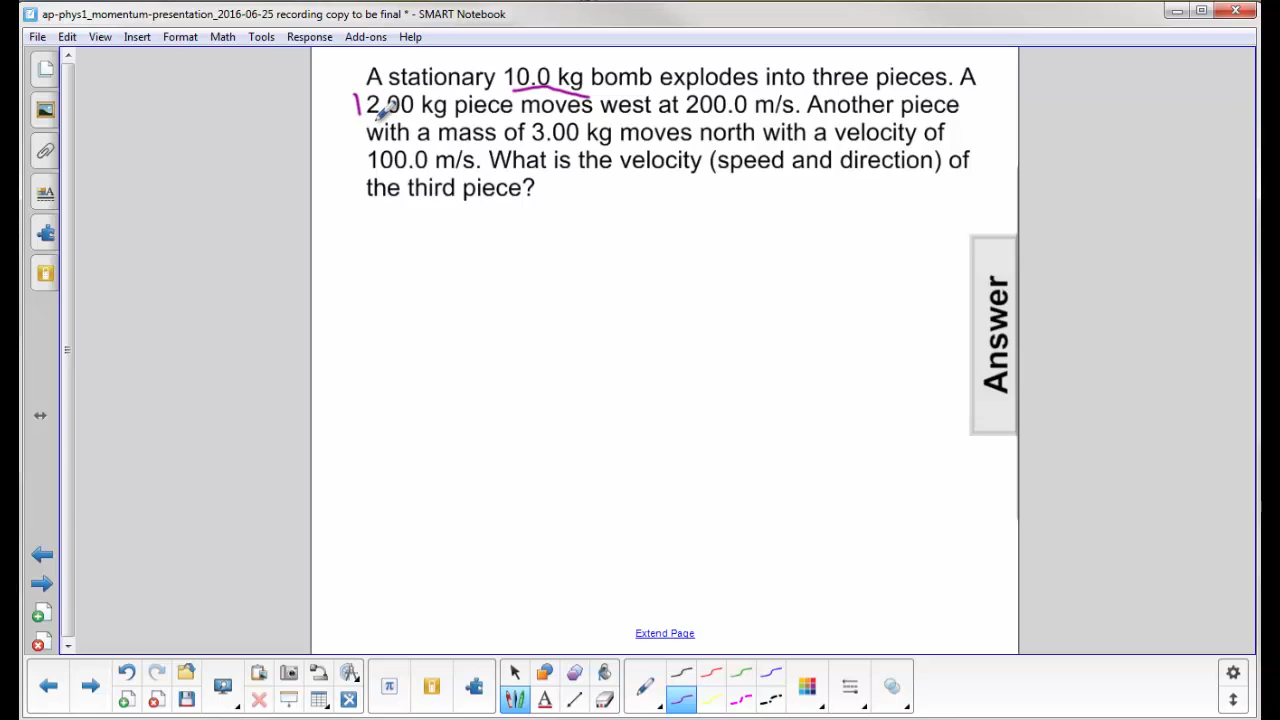 ap-phys1_momentum-presentation_2016-06-25 recording copy to be final * - SMART Notebook
File Edit View Insert Format Math Tools Response Add-ons Help
A stationary 10.0 kg bomb explodes into three pieces. A
2.00 kg piece moves west at 200.0 m/s. Another piece
with a mass of 3.00 kg moves north with a velocity of
100.0 m/s. What is the velocity (speed and direction) of
the third piece?
Answer
Extend Page